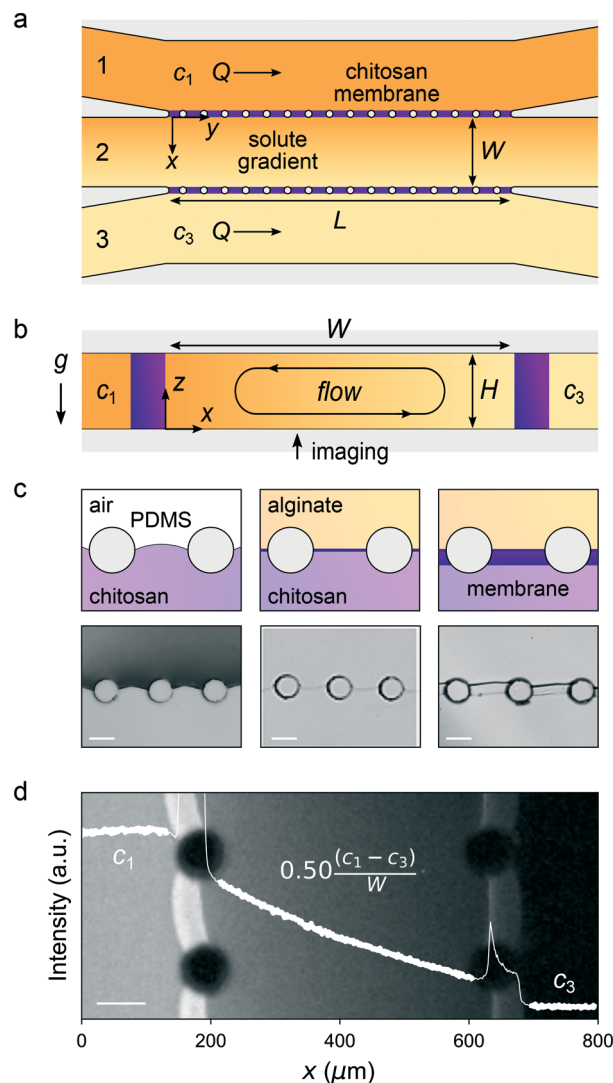 a
1
c₁ Q
chitosan
membrane
y
x
solute
gradient
W
2
L
3
c₃ Q
b
W
g
c₁
z
flow
H
c₃
x
imaging
c
air
PDMS
chitosan
alginate
chitosan
membrane
d
Intensity (a.u.)
c₁
0.50 (c₁ − c₃)
W
c₃
0 200 400 600 800
x (μm)